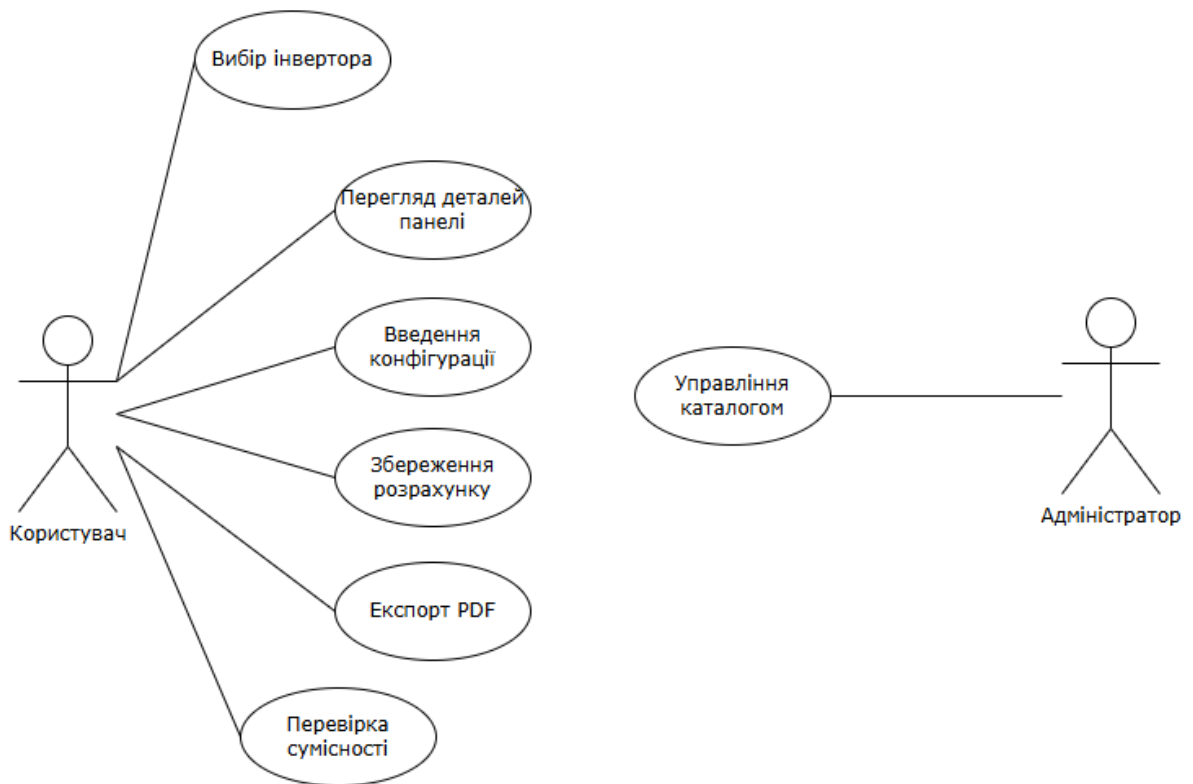 Вибір інвертора
Перегляд деталей
панелі
Введення
конфігурації
Управління
каталогом
Збереження
розрахунку
Користувач
Адміністратор
Експорт PDF
Перевірка
сумісності